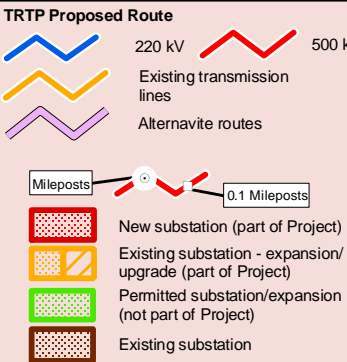 TRTP Proposed Route
220 kV
500 k
Existing transmission
lines
Alternavite routes
Mileposts
0.1 Mileposts
New substation (part of Project)
Existing substation - expansion/
upgrade (part of Project)
Permitted substation/expansion
(not part of Project)
Existing substation